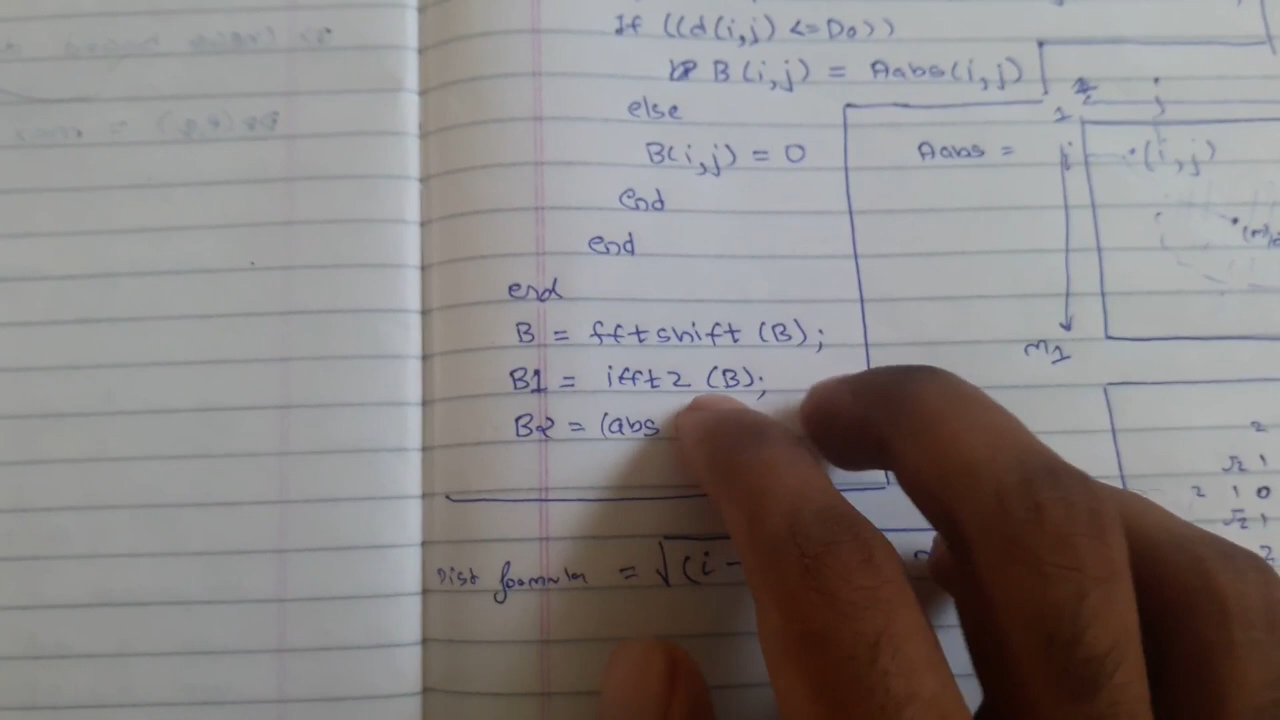 If ((d(i,j) <= Do))
B(i,j) = Aabs(i,j)
else
B(i,j) = 0
end
end
end
B = fftshift (B);
B1 = ifft2 (B);
B2 = (abs
Dist formula = √(i -
1 2 j
Aabs = i (i,j)
m1
2
√2 1
2 1 0
√2 1
2